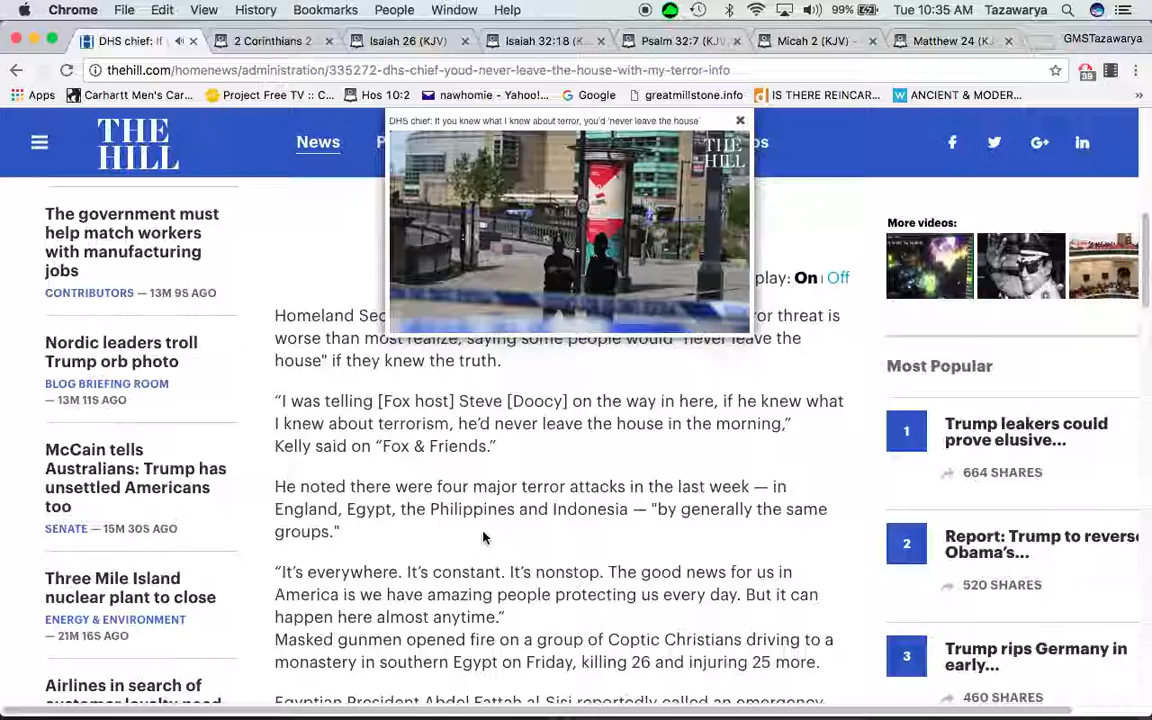 Chrome File Edit View History Bookmarks People Window Help 99% Tue 10:35 AM Tazawarya
DHS chief: If 2 Corinthians 2 Isaiah 26 (KJV) Isaiah 32:18 (K Psalm 32:7 (KJV) Micah 2 (KJV) - Matthew 24 (KJV) GMSTazawarya
thehill.com/homenews/administration/335272-dhs-chief-youd-never-leave-the-house-with-my-terror-info 39
Apps Carhartt Men's Car... Project Free TV :: C... Hos 10:2 nawhomie - Yahoo!... Google greatmillstone.info IS THERE REINCAR... ANCIENT & MODER... »
THE
HILL
News
DHS chief: If you knew what I knew about terror, you'd 'never leave the house'
THE
HILL
The government must
help match workers
with manufacturing
jobs
CONTRIBUTORS — 13M 9S AGO
Nordic leaders troll
Trump orb photo
BLOG BRIEFING ROOM
— 13M 11S AGO
McCain tells
Australians: Trump has
unsettled Americans
too
SENATE — 15M 30S AGO
Three Mile Island
nuclear plant to close
ENERGY & ENVIRONMENT
— 21M 16S AGO
Airlines in search of
customer loyalty need
play: On Off
Homeland Sec or threat is
worse than most realize, saying some people would "never leave the
house" if they knew the truth.
“I was telling [Fox host] Steve [Doocy] on the way in here, if he knew what
I knew about terrorism, he’d never leave the house in the morning,”
Kelly said on “Fox & Friends.”
He noted there were four major terror attacks in the last week — in
England, Egypt, the Philippines and Indonesia — "by generally the same
groups."
“It’s everywhere. It’s constant. It’s nonstop. The good news for us in
America is we have amazing people protecting us every day. But it can
happen here almost anytime.”
Masked gunmen opened fire on a group of Coptic Christians driving to a
monastery in southern Egypt on Friday, killing 26 and injuring 25 more.
Egyptian President Abdel Fattah al-Sisi reportedly called an emergency
More videos:
Most Popular
1 Trump leakers could
prove elusive...
664 SHARES
2 Report: Trump to reverse
Obama’s...
520 SHARES
3 Trump rips Germany in
early...
460 SHARES